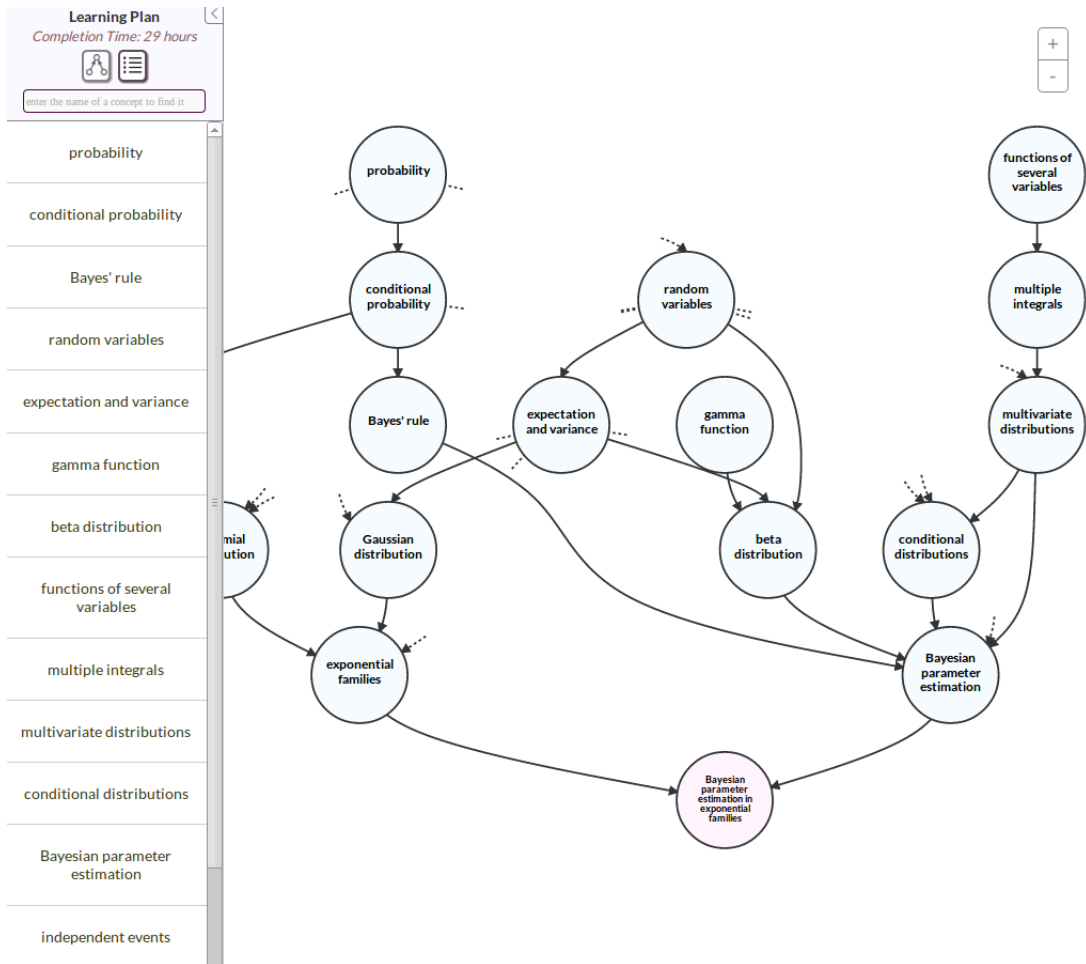 Learning Plan
Completion Time: 29 hours
enter the name of a concept to find it
probability
conditional probability
Bayes' rule
random variables
expectation and variance
gamma function
beta distribution
functions of several
variables
multiple integrals
multivariate distributions
conditional distributions
Bayesian parameter
estimation
independent events
+
-
probability
functions of
several
variables
conditional
probability
random
variables
multiple
integrals
Bayes' rule
expectation
and variance
gamma
function
multivariate
distributions
mial
ution
Gaussian
distribution
beta
distribution
conditional
distributions
exponential
families
Bayesian
parameter
estimation
Bayesian
parameter
estimation in
exponential
families